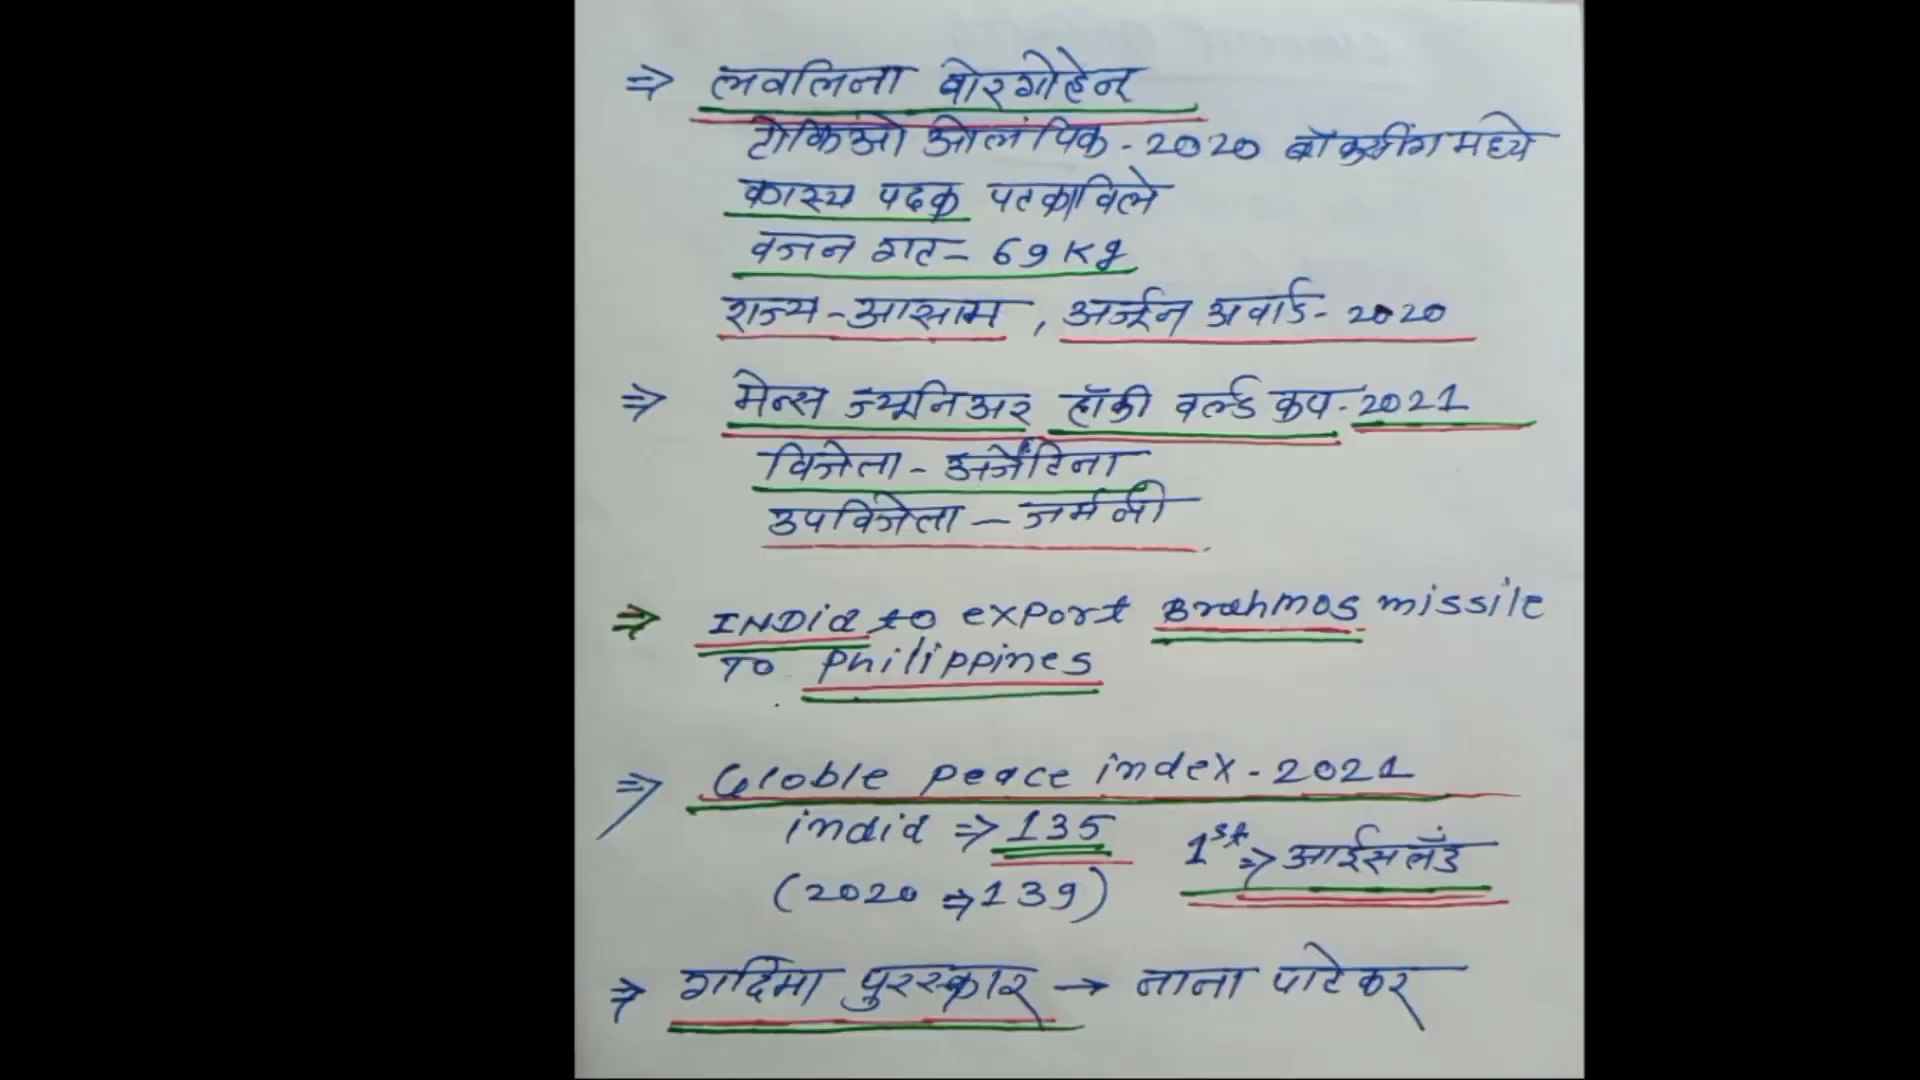 ⇒ लवलिना बोरगोहेन
टोकिओ ओलंपिक - 2020 बॉक्सींग मध्ये
कास्य पदक पटकाविले
वजन गट - 69 Kg
राज्य - आसाम , अर्जून अवार्ड - 2020
⇒ मेन्स ज्यूनिअर हॉकी वर्ल्ड कप - 2021
विजेता - अर्जेंटिना
उपविजेता - जर्मनी
⇒ INDia to export Brahmos missile
TO philippines
⇒ Globle peace index - 2021
india ⇒ 135 1st ⇒ आईसलँड
(2020 ⇒ 139)
⇒ गदिमा पुरस्कार → नाना पाटेकर